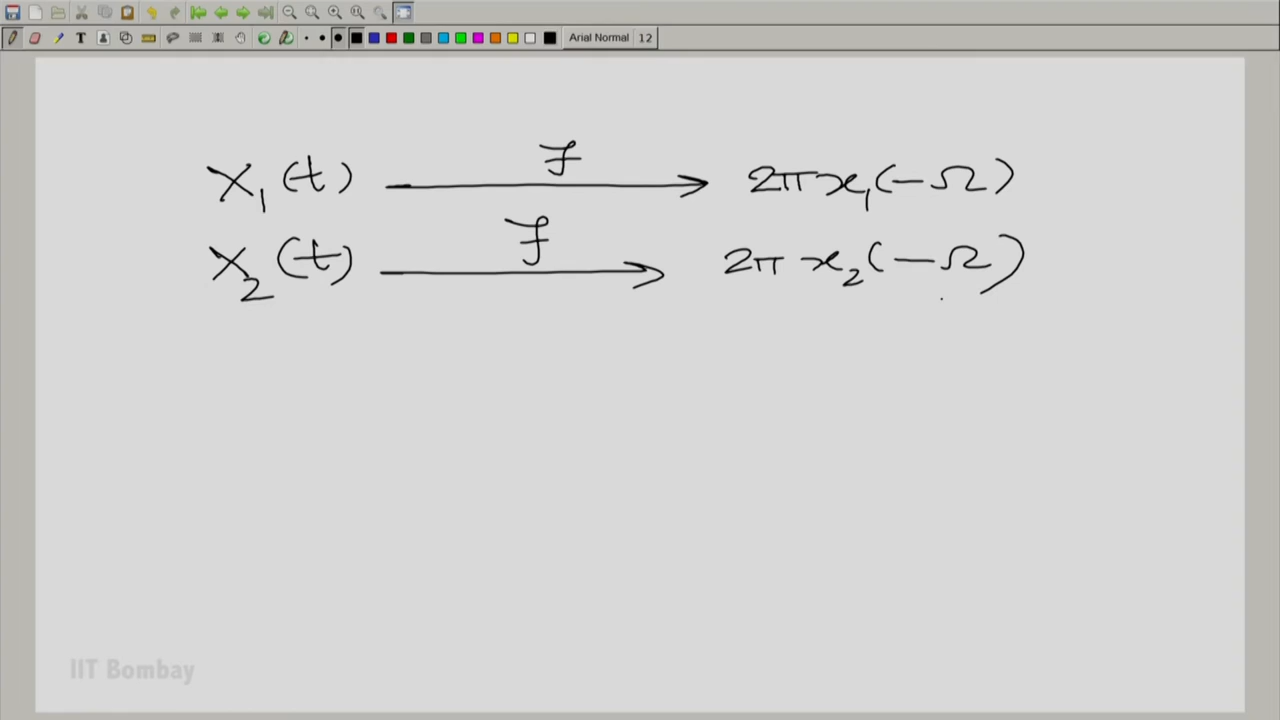 Arial Normal 12
X₁(t) ⟶ℱ 2πx₁(−Ω)
X₂(t) ⟶ℱ 2πx₂(−Ω)
IIT Bombay